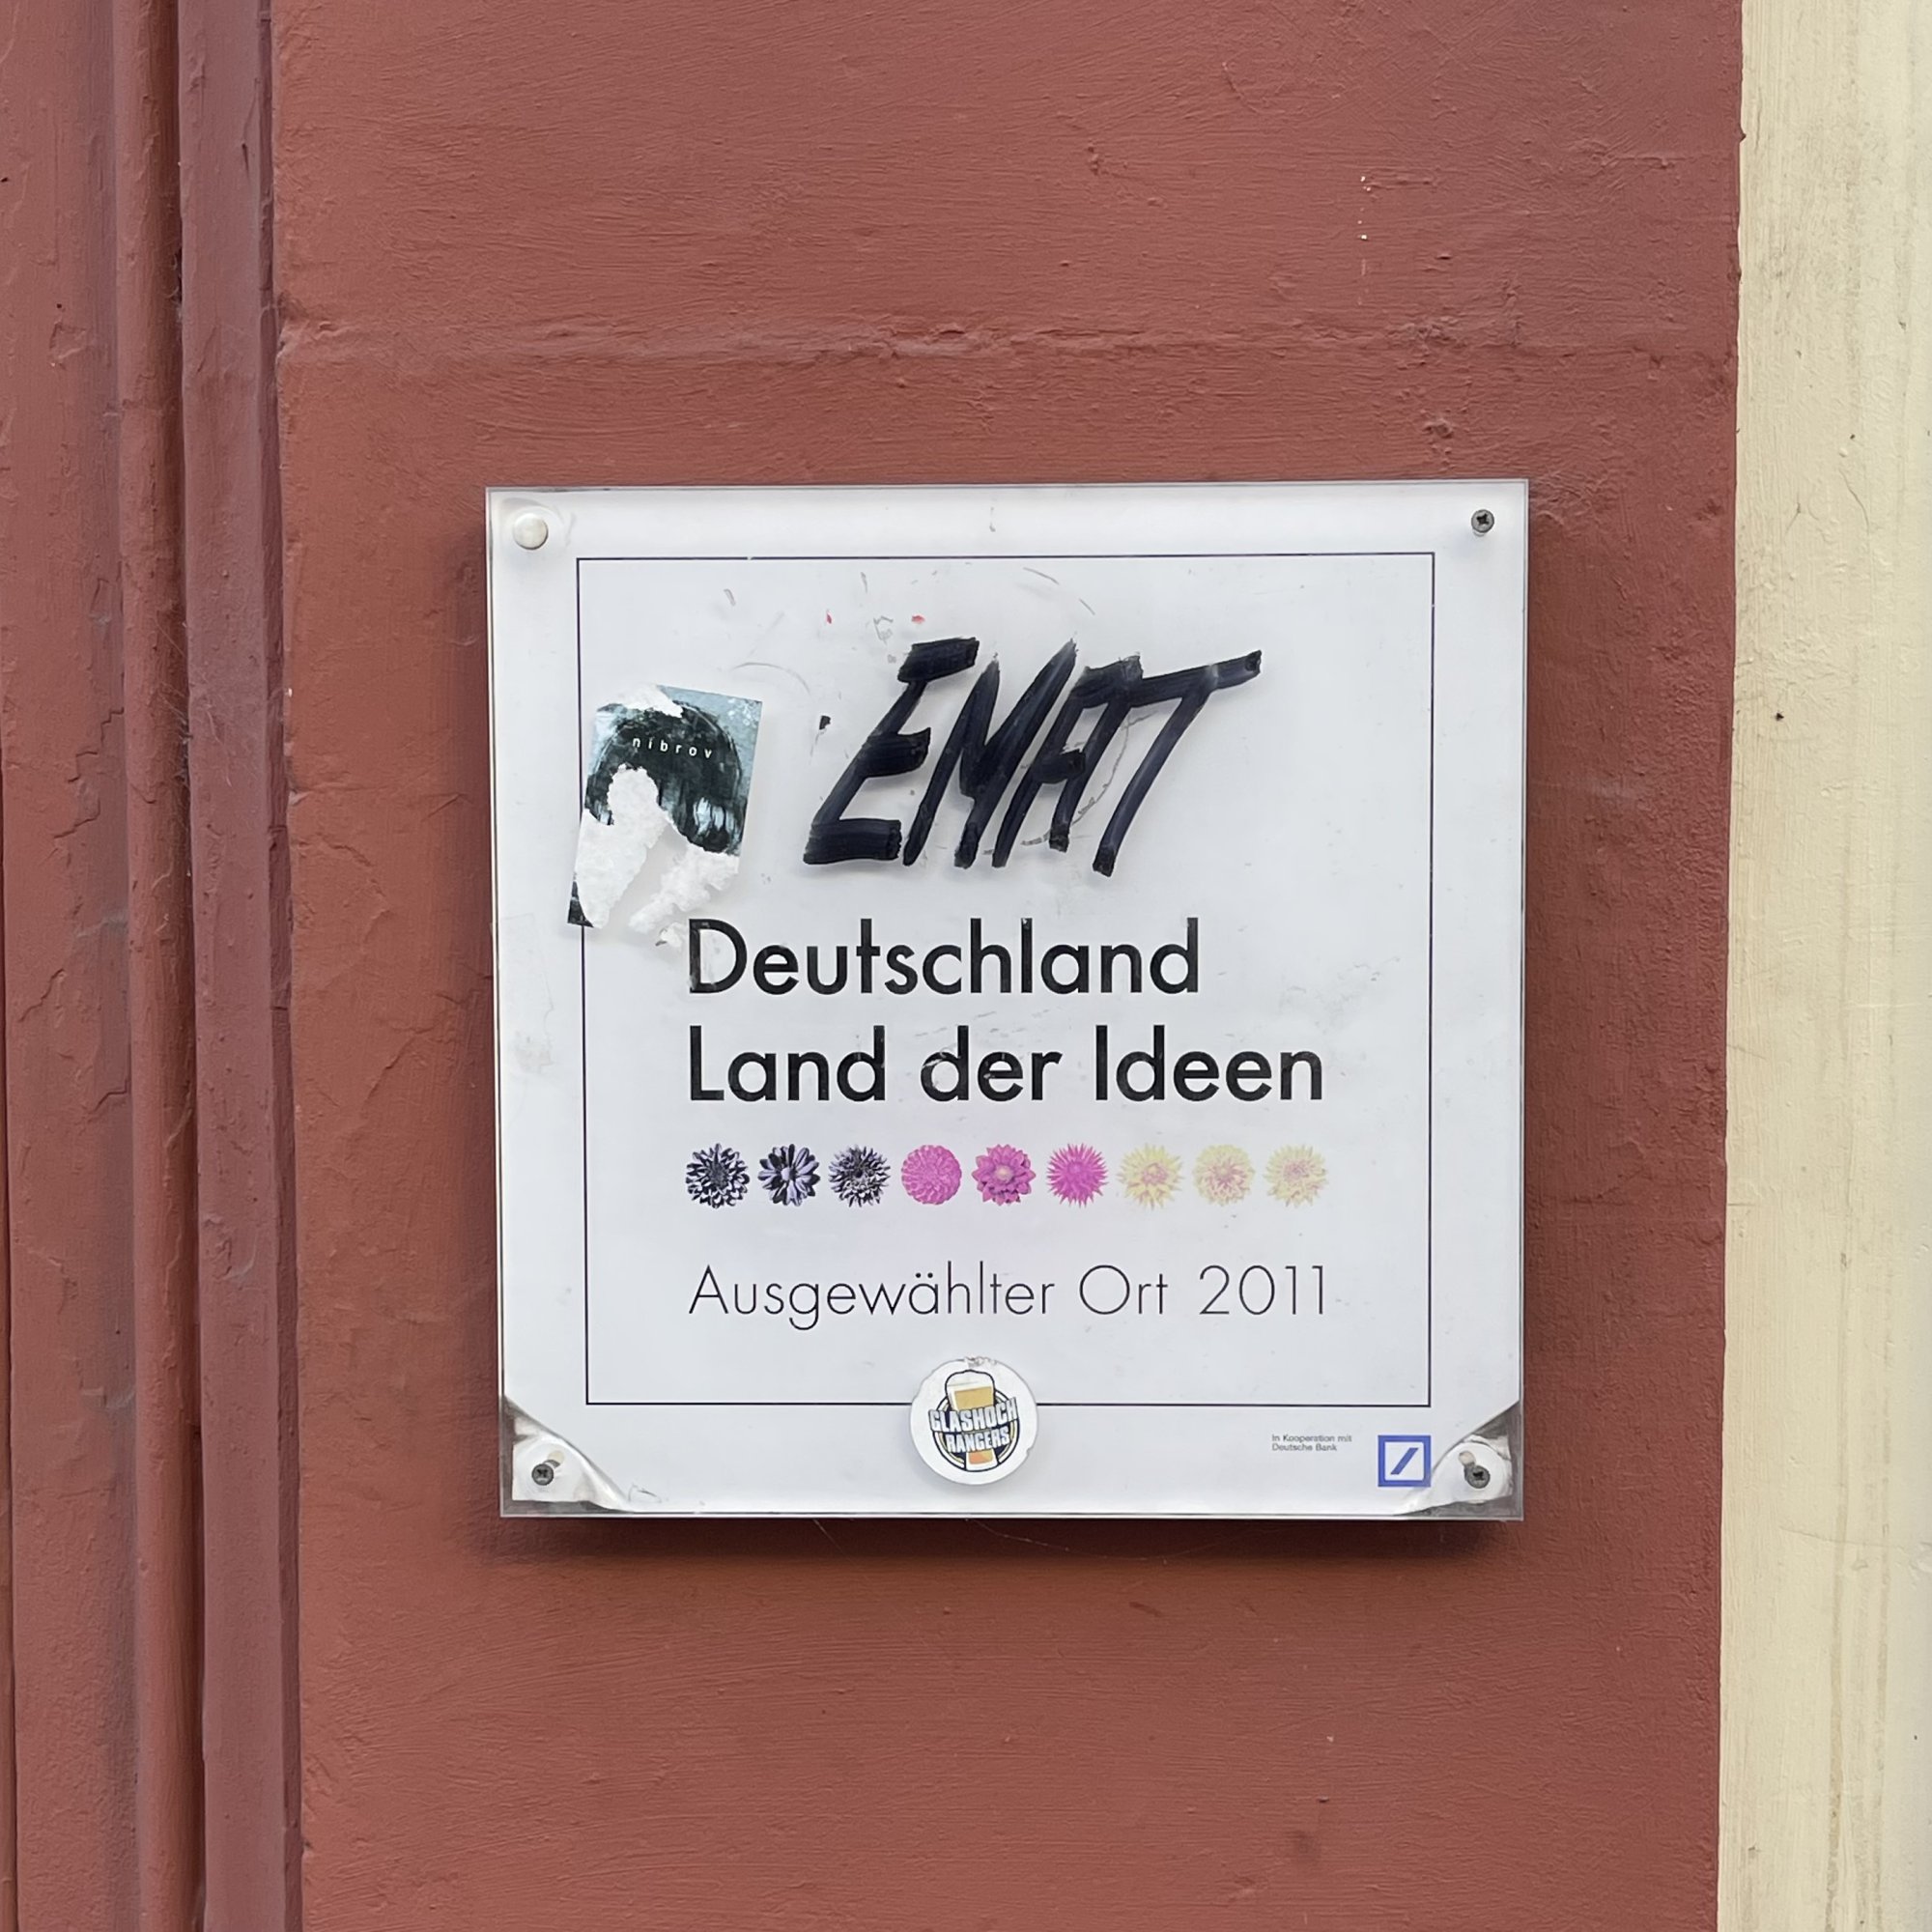 nibrov
EMAT
Deutschland
Land der Ideen
Ausgewählter Ort 2011
GLASHOCH
RANGERS
In Kooperation mit
Deutsche Bank